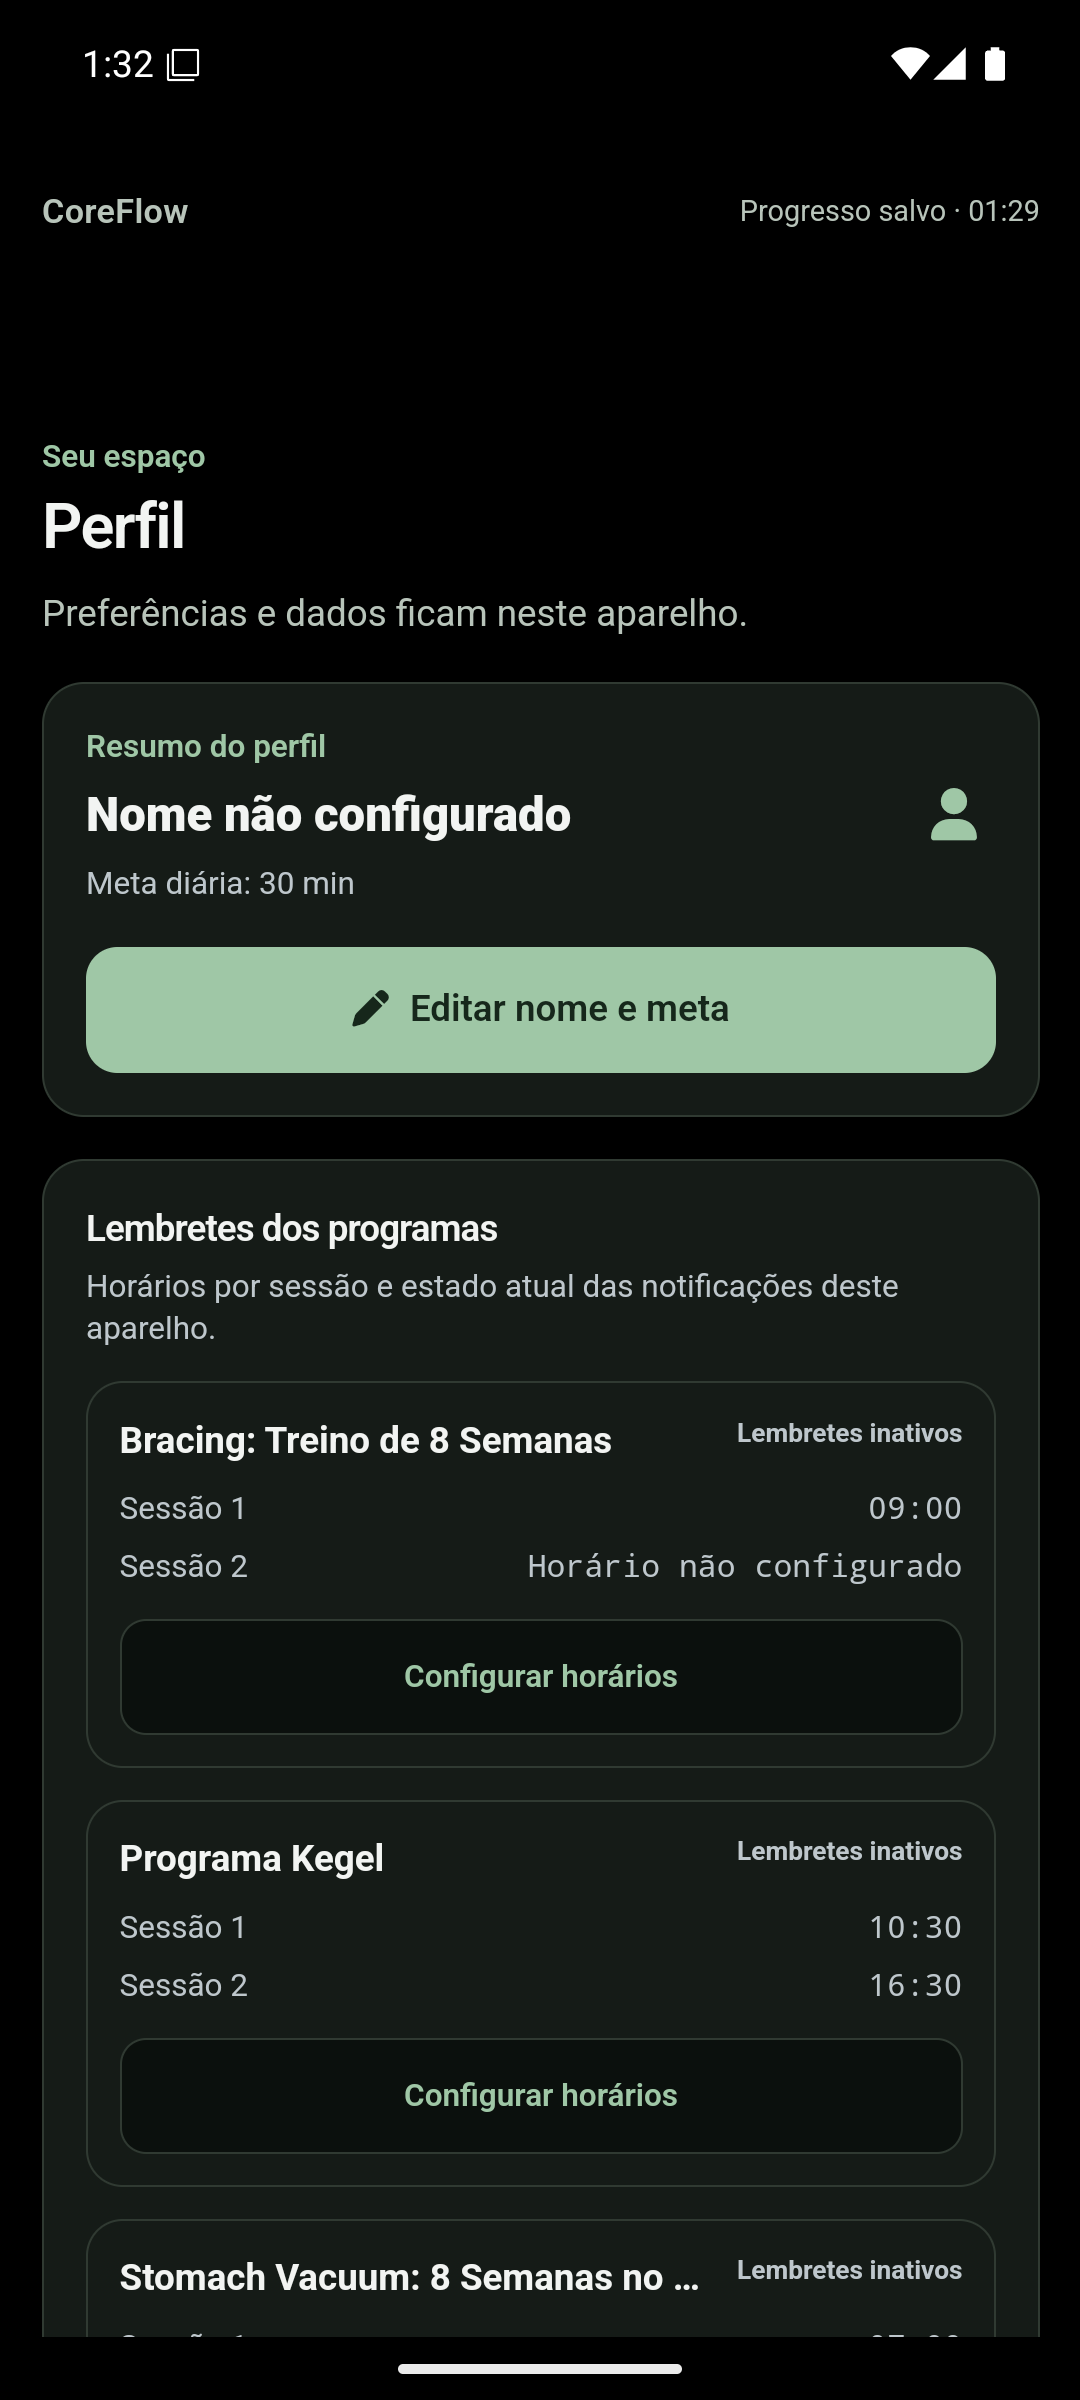 1:32
CoreFlow
Progresso salvo · 01:29
Seu espaço
Perfil
Preferências e dados ficam neste aparelho.
Resumo do perfil
Nome não configurado
Meta diária: 30 min
Editar nome e meta
Lembretes dos programas
Horários por sessão e estado atual das notificações deste
aparelho.
Bracing: Treino de 8 Semanas
Lembretes inativos
Sessão 1
09:00
Sessão 2
Horário não configurado
Configurar horários
Programa Kegel
Lembretes inativos
Sessão 1
10:30
Sessão 2
16:30
Configurar horários
Stomach Vacuum: 8 Semanas no ...
Lembretes inativos